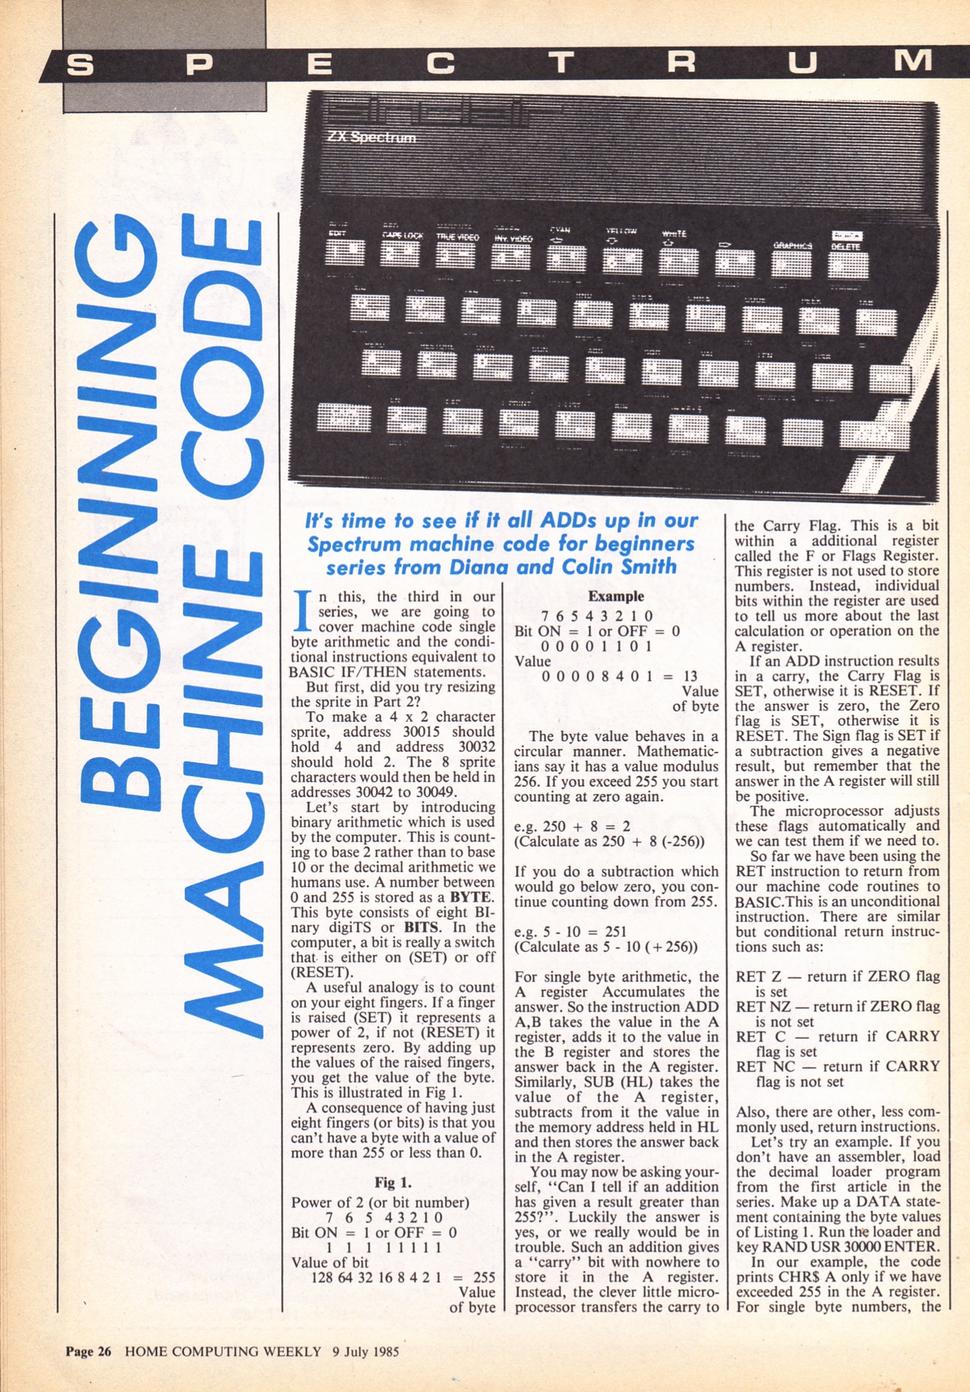 SPECTRUM
ZX Spectrum
EDIT
CAPS LOCK
TRUE VIDEO
INV. VIDEO
CYAN
YELLOW
WHITE
GRAPHICS
DELETE
BEGINNING
MACHINE CODE
It's time to see if it all ADDs up in our
Spectrum machine code for beginners
series from Diana and Colin Smith
In this, the third in our
series, we are going to
cover machine code single
byte arithmetic and the condi-
tional instructions equivalent to
BASIC IF/THEN statements.
But first, did you try resizing
the sprite in Part 2?
To make a 4 x 2 character
sprite, address 30015 should
hold 4 and address 30032
should hold 2. The 8 sprite
characters would then be held in
addresses 30042 to 30049.
Let's start by introducing
binary arithmetic which is used
by the computer. This is count-
ing to base 2 rather than to base
10 or the decimal arithmetic we
humans use. A number between
0 and 255 is stored as a BYTE.
This byte consists of eight BI-
nary digiTS or BITS. In the
computer, a bit is really a switch
that is either on (SET) or off
(RESET).
A useful analogy is to count
on your eight fingers. If a finger
is raised (SET) it represents a
power of 2, if not (RESET) it
represents zero. By adding up
the values of the raised fingers,
you get the value of the byte.
This is illustrated in Fig 1.
A consequence of having just
eight fingers (or bits) is that you
can't have a byte with a value of
more than 255 or less than 0.
Fig 1.
Power of 2 (or bit number)
7 6 5 4 3 2 1 0
Bit ON = 1 or OFF = 0
1 1 1 1 1 1 1 1
Value of bit
128 64 32 16 8 4 2 1 = 255
Value
of byte
Example
7 6 5 4 3 2 1 0
Bit ON = 1 or OFF = 0
0 0 0 0 1 1 0 1
Value
0 0 0 0 8 4 0 1 = 13
Value
of byte
The byte value behaves in a
circular manner. Mathematic-
ians say it has a value modulus
256. If you exceed 255 you start
counting at zero again.
e.g. 250 + 8 = 2
(Calculate as 250 + 8 (-256))
If you do a subtraction which
would go below zero, you con-
tinue counting down from 255.
e.g. 5 - 10 = 251
(Calculate as 5 - 10 (+256))
For single byte arithmetic, the
A register Accumulates the
answer. So the instruction ADD
A,B takes the value in the A
register, adds it to the value in
the B register and stores the
answer back in the A register.
Similarly, SUB (HL) takes the
value of the A register,
subtracts from it the value in
the memory address held in HL
and then stores the answer back
in the A register.
You may now be asking your-
self, "Can I tell if an addition
has given a result greater than
255?". Luckily the answer is
yes, or we really would be in
trouble. Such an addition gives
a "carry" bit with nowhere to
store it in the A register.
Instead, the clever little micro-
processor transfers the carry to
the Carry Flag. This is a bit
within a additional register
called the F or Flags Register.
This register is not used to store
numbers. Instead, individual
bits within the register are used
to tell us more about the last
calculation or operation on the
A register.
If an ADD instruction results
in a carry, the Carry Flag is
SET, otherwise it is RESET. If
the answer is zero, the Zero
flag is SET, otherwise it is
RESET. The Sign flag is SET if
a subtraction gives a negative
result, but remember that the
answer in the A register will still
be positive.
The microprocessor adjusts
these flags automatically and
we can test them if we need to.
So far we have been using the
RET instruction to return from
our machine code routines to
BASIC.This is an unconditional
instruction. There are similar
but conditional return instruc-
tions such as:
RET Z — return if ZERO flag
is set
RET NZ — return if ZERO flag
is not set
RET C — return if CARRY
flag is set
RET NC — return if CARRY
flag is not set
Also, there are other, less com-
monly used, return instructions.
Let's try an example. If you
don't have an assembler, load
the decimal loader program
from the first article in the
series. Make up a DATA state-
ment containing the byte values
of Listing 1. Run the loader and
key RAND USR 30000 ENTER.
In our example, the code
prints CHR$ A only if we have
exceeded 255 in the A register.
For single byte numbers, the
Page 26 HOME COMPUTING WEEKLY 9 July 1985